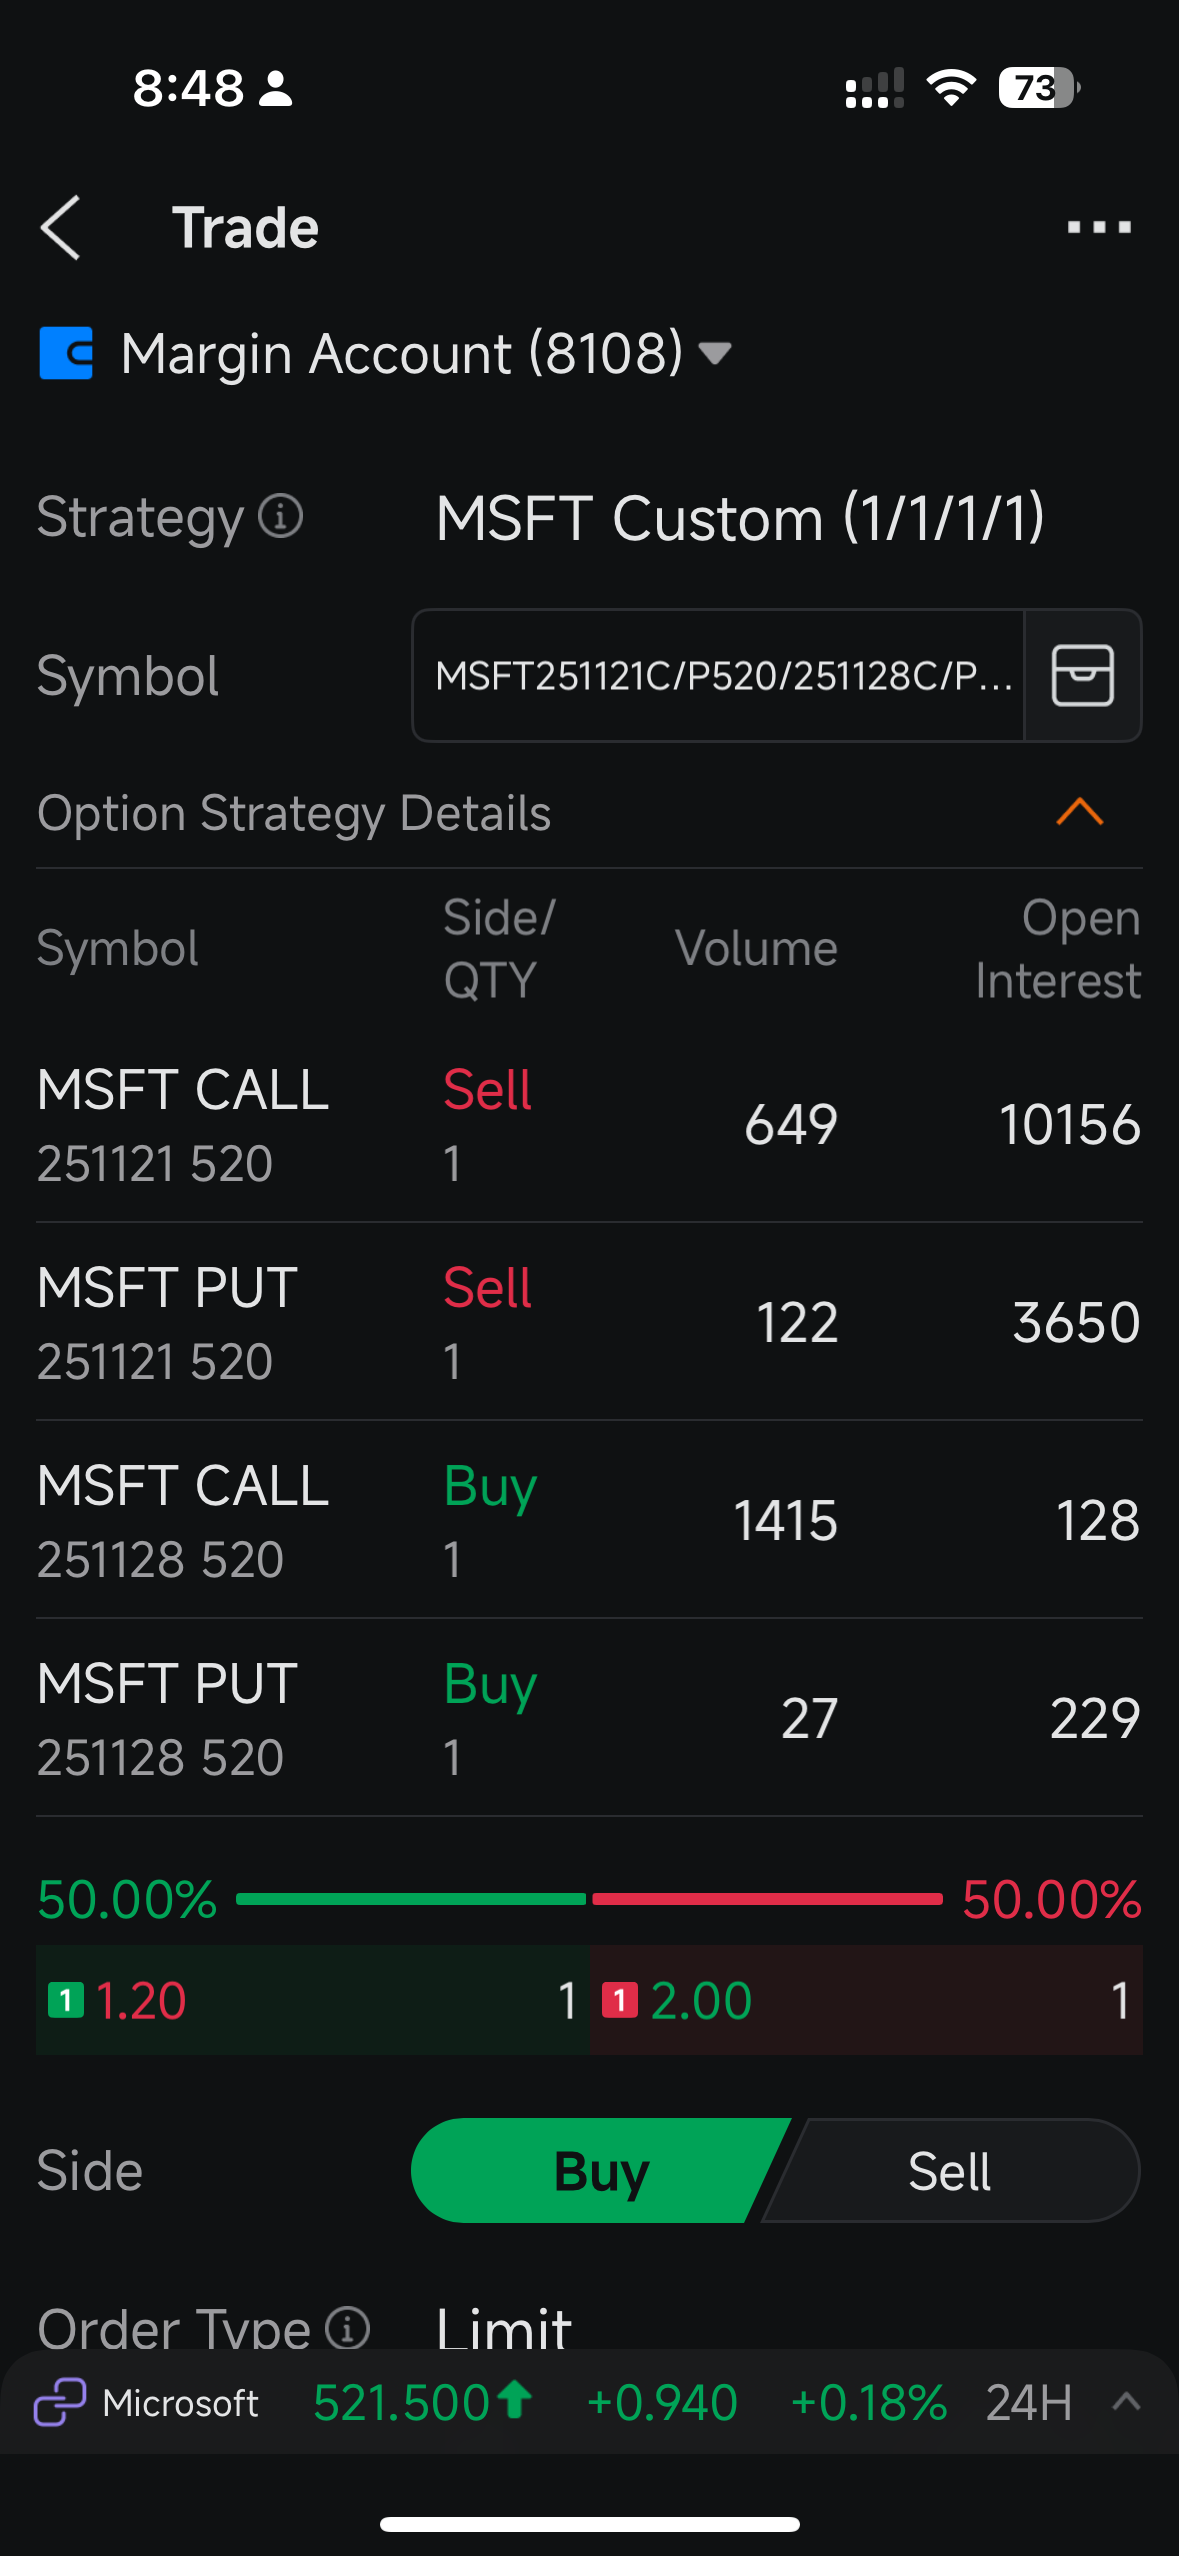 8:48
73
Trade
Margin Account (8108)
Strategy
MSFT Custom (1/1/1/1)
Symbol
MSFT251121C/P520/251128C/P...
Option Strategy Details
Symbol
Side/
QTY
Volume
Open
Interest
MSFT CALL
251121 520
Sell
1
649
10156
MSFT PUT
251121 520
Sell
1
122
3650
MSFT CALL
251128 520
Buy
1
1415
128
MSFT PUT
251128 520
Buy
1
27
229
50.00%
50.00%
1 1.20 1
1 2.00 1
Side
Buy
Sell
Order Type
Limit
Microsoft 521.500 +0.940 +0.18% 24H